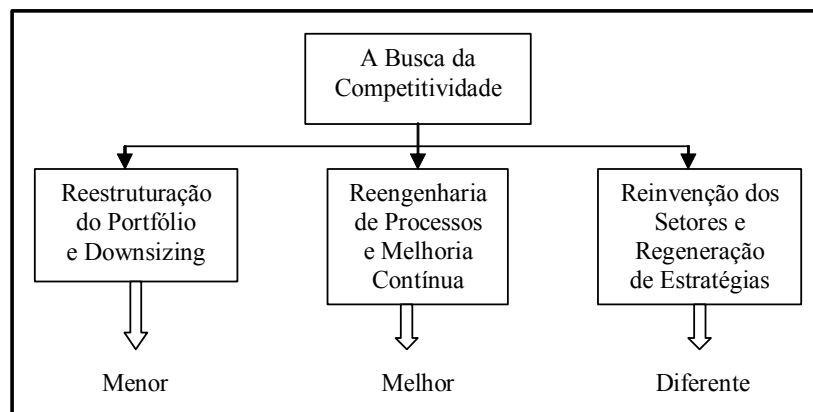 A Busca da
Competitividade
Reestruturação
do Portfólio
e Downsizing
Reengenharia
de Processos
e Melhoria
Contínua
Reinvenção dos
Setores e
Regeneração
de Estratégias
Menor
Melhor
Diferente